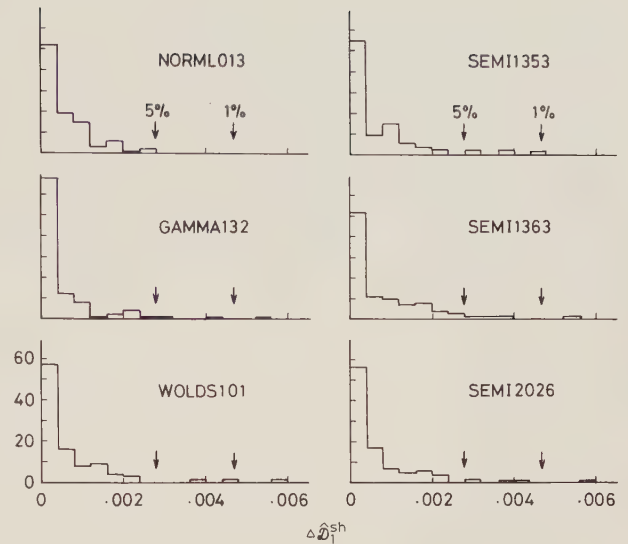 NORML013
5% 1%
SEMI1353
5% 1%
GAMMA132
SEMI1363
WOLDS101
SEMI2026
60
40
20
0
0 .002 .004 .006
0 .002 .004 .006
Δ𝒟̂₁ˢʰ